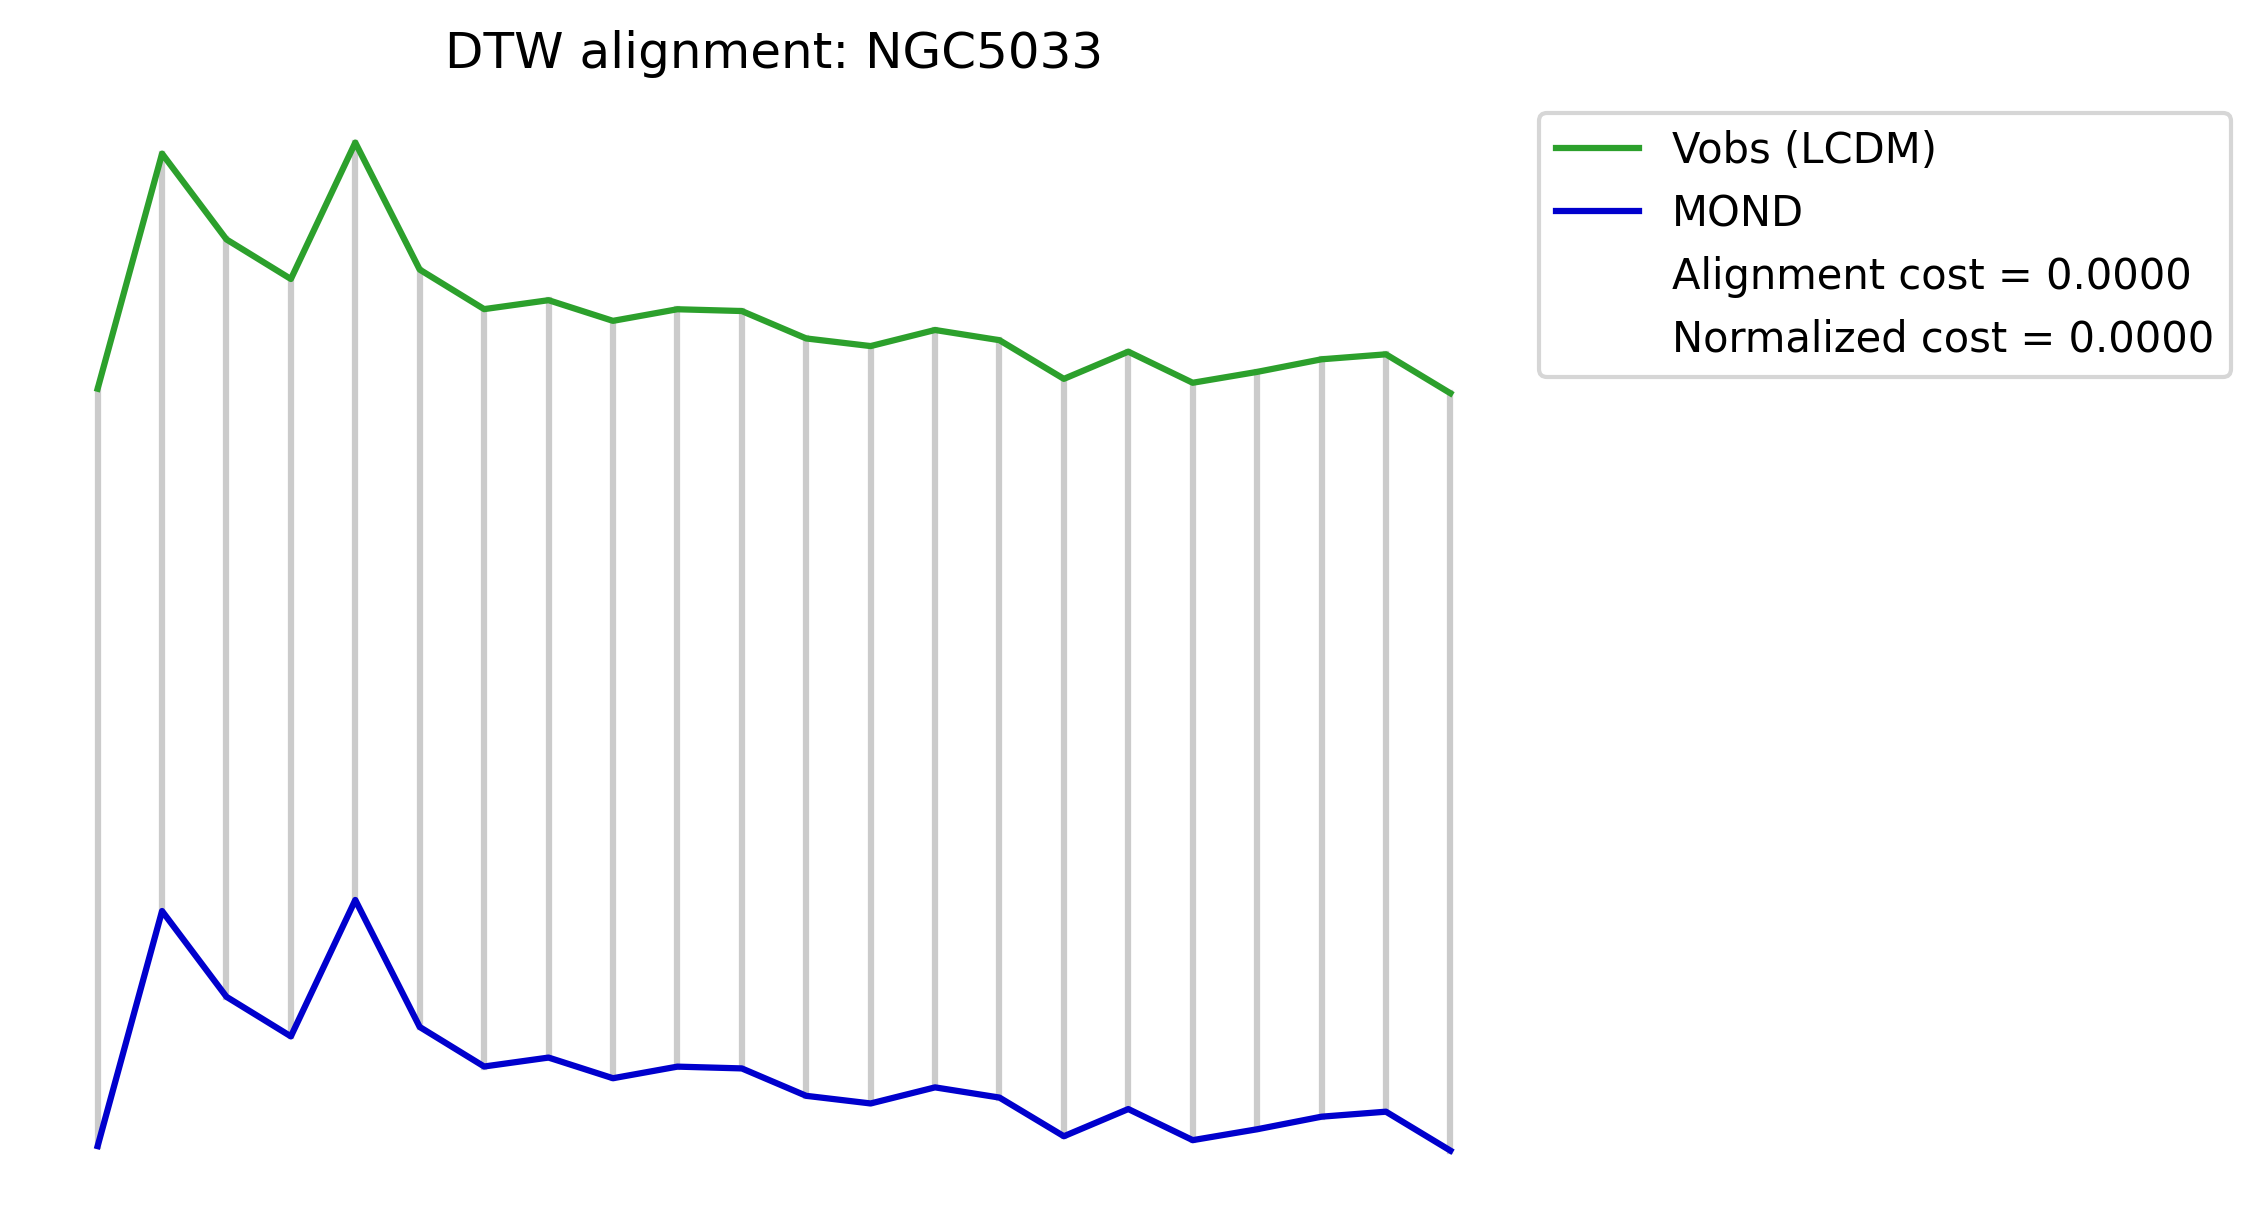 DTW alignment: NGC5033
Vobs (LCDM)
MOND
Alignment cost = 0.0000
Normalized cost = 0.0000